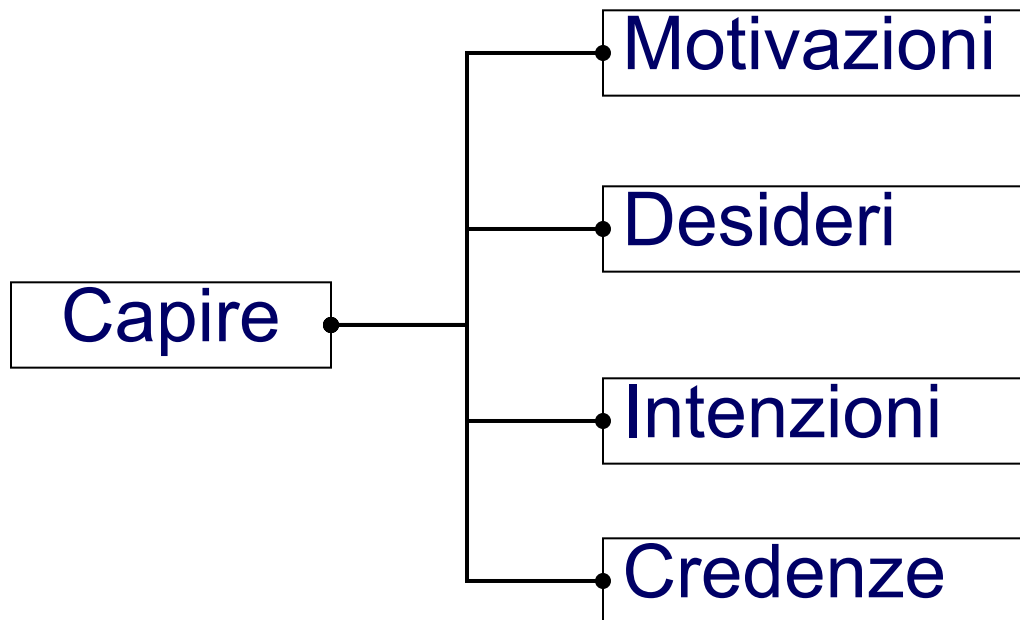 Motivazioni
Desideri
Capire
Intenzioni
Credenze